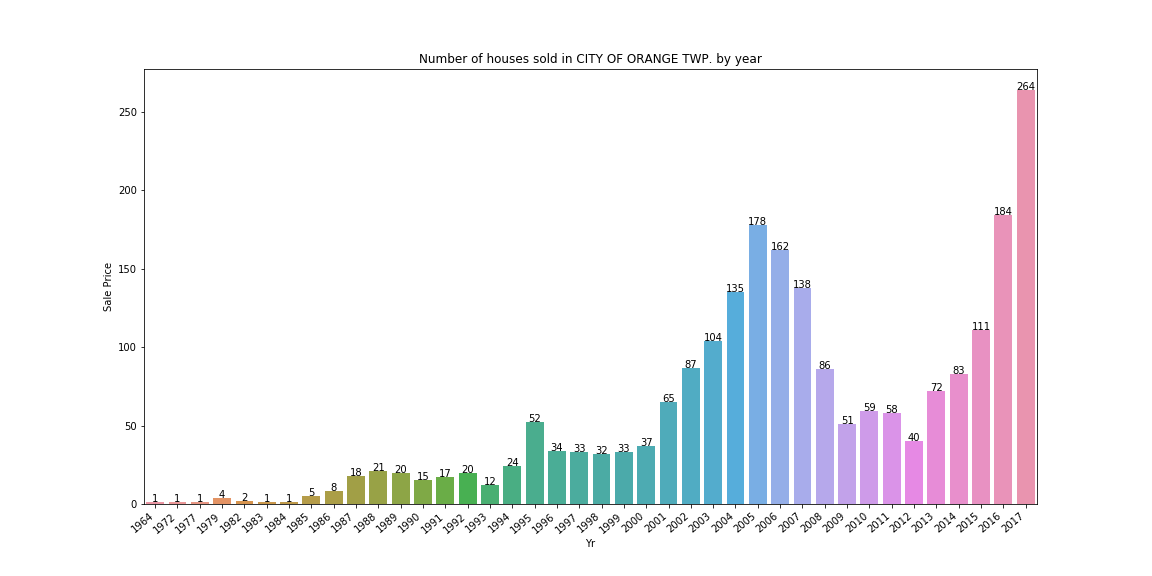 Number of houses sold in CITY OF ORANGE TWP. by year
Sale Price
250
200
150
100
50
0
1 1 1 4 2 1 1 5 8 18 21 20 15 17 20 12 24 52 34 33 32 33 37 65 87 104 135 178 162 138 86 51 59 58 40 72 83 111 184 264
1964 1972 1977 1979 1982 1983 1984 1985 1986 1987 1988 1989 1990 1991 1992 1993 1994 1995 1996 1997 1998 1999 2000 2001 2002 2003 2004 2005 2006 2007 2008 2009 2010 2011 2012 2013 2014 2015 2016 2017
Yr